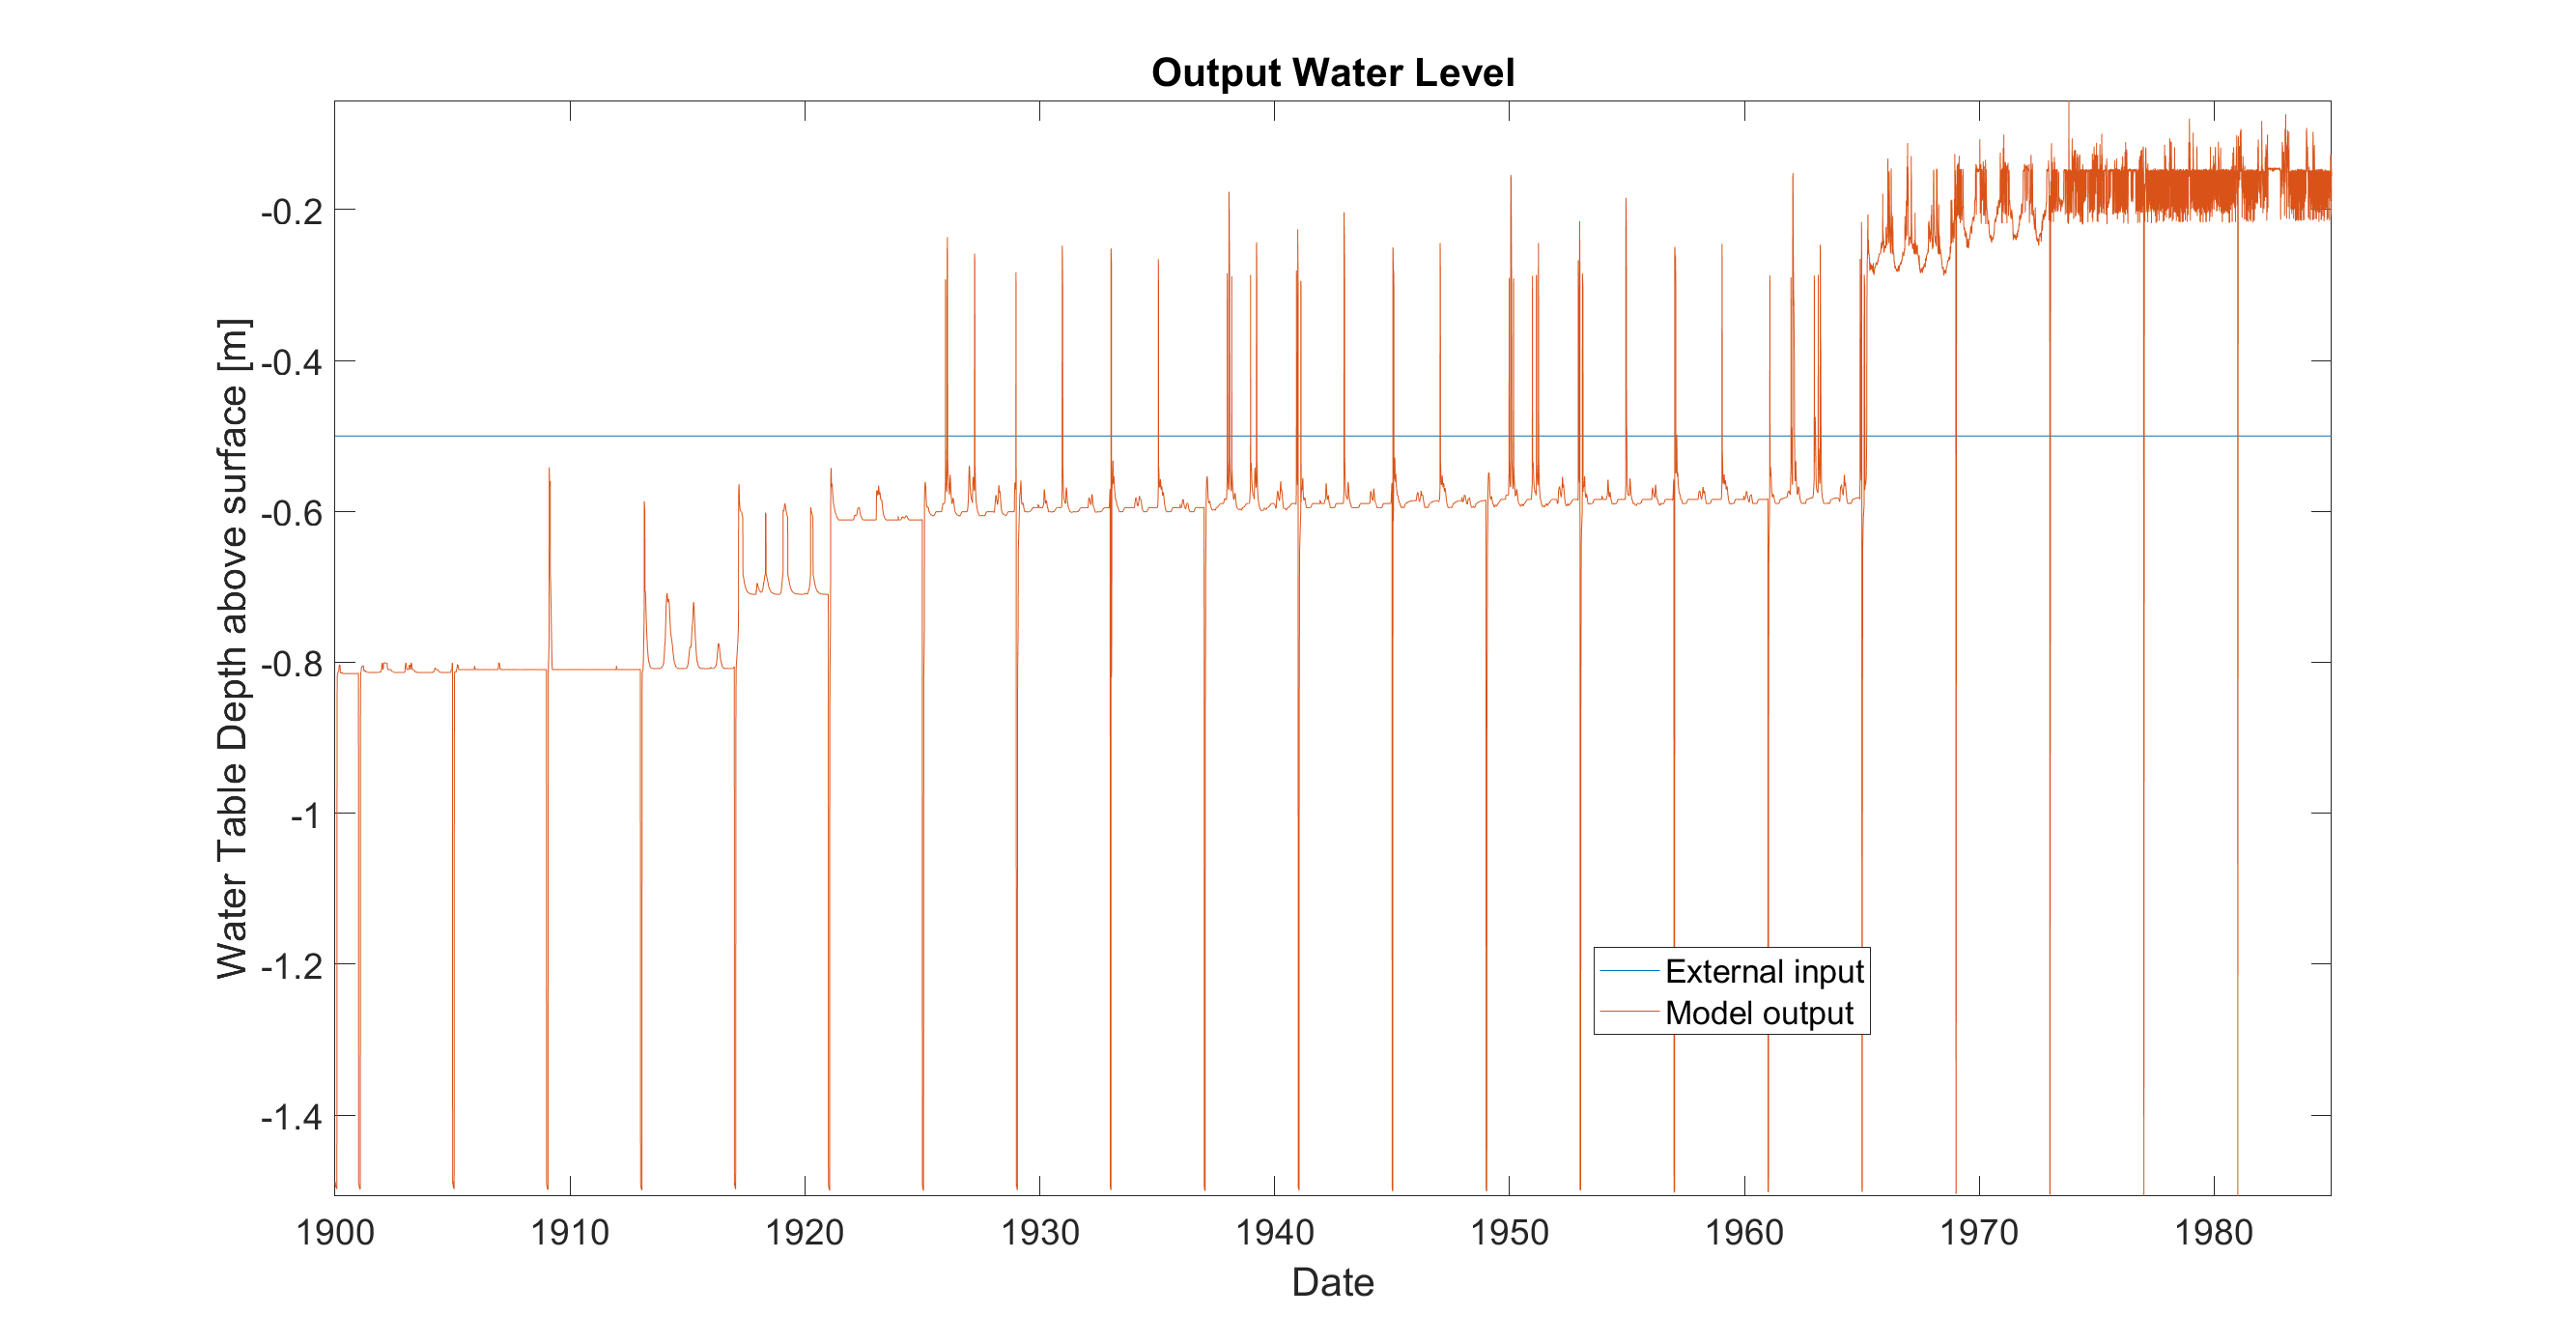 Output Water Level
Water Table Depth above surface [m]
-0.2
-0.4
-0.6
-0.8
-1
-1.2
-1.4
External input
Model output
1900 1910 1920 1930 1940 1950 1960 1970 1980
Date